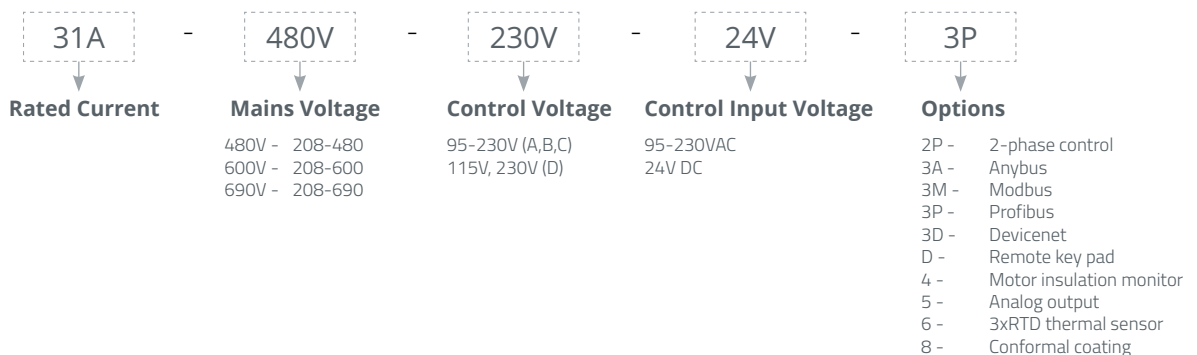 31A - 480V - 230V - 24V - 3P
Rated Current Mains Voltage Control Voltage Control Input Voltage Options
480V - 208-480
600V - 208-600
690V - 208-690
95-230V (A,B,C)
115V, 230V (D)
95-230VAC
24V DC
2P - 2-phase control
3A - Anybus
3M - Modbus
3P - Profibus
3D - Devicenet
D - Remote key pad
4 - Motor insulation monitor
5 - Analog output
6 - 3xRTD thermal sensor
8 - Conformal coating